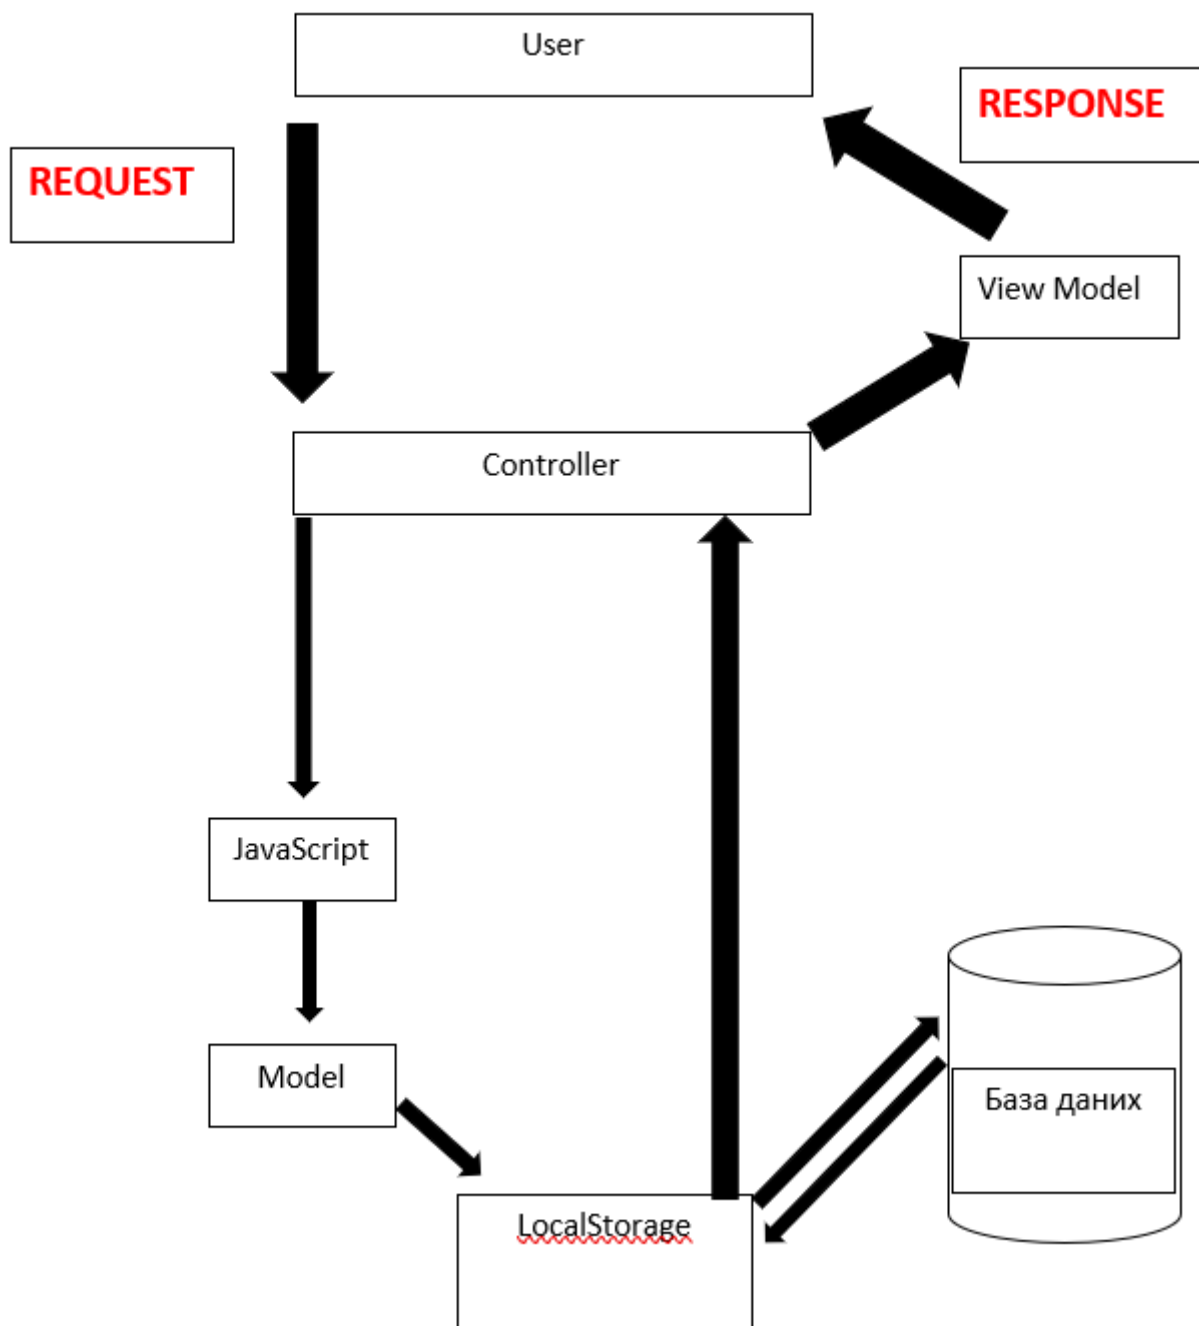 User
RESPONSE
REQUEST
View Model
Controller
JavaScript
Model
База даних
LocalStorage